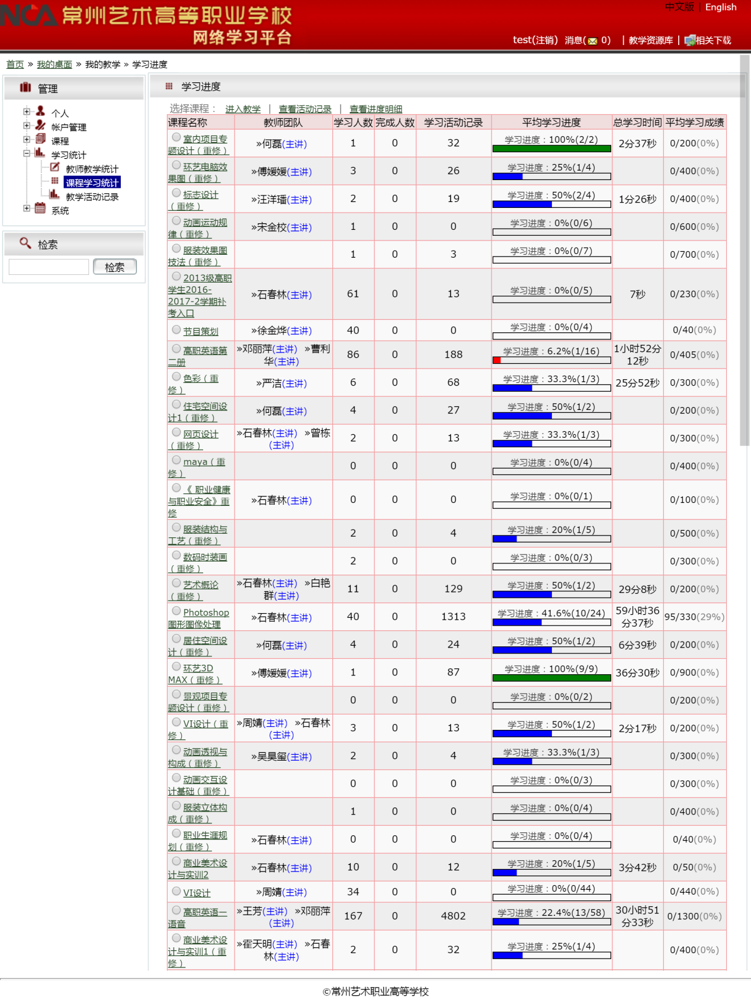 中文版 | English
NCA 常州艺术高等职业学校
网络学习平台
test(注销) 消息( 0) | 教学资源库 | 相关下载
首页 » 我的桌面 » 我的教学 » 学习进度
管理
个人
帐户管理
课程
学习统计
教师教学统计
课程学习统计
教学活动记录
系统
检索
检索
学习进度
选择课程： 进入教学 | 查看活动记录 | 查看进度明细
课程名称 教师团队 学习人数 完成人数 学习活动记录 平均学习进度 总学习时间 平均学习成绩
室内项目专题设计（重修） »何磊(主讲) 1 0 32 学习进度：100%(2/2) 2分37秒 0/200(0%)
环艺电脑效果图（重修） »傅媛媛(主讲) 3 0 26 学习进度：25%(1/4) 0/400(0%)
标志设计（重修） »汪洋璠(主讲) 2 0 19 学习进度：50%(2/4) 1分26秒 0/400(0%)
动画运动规律（重修） »宋金校(主讲) 1 0 0 学习进度：0%(0/6) 0/600(0%)
服装效果图技法（重修） 1 0 3 学习进度：0%(0/7) 0/700(0%)
2013级高职学生2016-2017-2学期补考入口 »石春林(主讲) 61 0 13 学习进度：0%(0/5) 7秒 0/230(0%)
节目策划 »徐金烨(主讲) 40 0 0 学习进度：0%(0/4) 0/40(0%)
高职英语第二册 »邓丽萍(主讲) »曹利华(主讲) 86 0 188 学习进度：6.2%(1/16) 1小时52分12秒 0/405(0%)
色彩（重修） »严洁(主讲) 6 0 68 学习进度：33.3%(1/3) 25分52秒 0/300(0%)
住宅空间设计1（重修） »何磊(主讲) 4 0 27 学习进度：50%(1/2) 0/200(0%)
网页设计（重修） »石春林(主讲) »曾栋(主讲) 2 0 13 学习进度：33.3%(1/3) 0/300(0%)
maya（重修） 0 0 0 学习进度：0%(0/4) 0/400(0%)
《 职业健康与职业安全》重修 »石春林(主讲) 0 0 0 学习进度：0%(0/1) 0/100(0%)
服装结构与工艺（重修） 2 0 4 学习进度：20%(1/5) 0/500(0%)
数码时装画（重修） 2 0 0 学习进度：0%(0/3) 0/300(0%)
艺术概论（重修） »石春林(主讲) »白艳群(主讲) 11 0 129 学习进度：50%(1/2) 29分8秒 0/200(0%)
Photoshop图形图像处理 »石春林(主讲) 40 0 1313 学习进度：41.6%(10/24) 59小时36分37秒 95/330(29%)
居住空间设计（重修） »何磊(主讲) 4 0 24 学习进度：50%(1/2) 6分39秒 0/200(0%)
环艺3D MAX（重修） »傅媛媛(主讲) 1 0 87 学习进度：100%(9/9) 36分30秒 0/900(0%)
景观项目专题设计（重修） 0 0 0 学习进度：0%(0/2) 0/200(0%)
VI设计（重修） »周婧(主讲) »石春林(主讲) 3 0 13 学习进度：50%(1/2) 2分17秒 0/200(0%)
动画透视与构成（重修） »吴昊玺(主讲) 2 0 4 学习进度：33.3%(1/3) 0/300(0%)
动画交互设计基础（重修） 0 0 0 学习进度：0%(0/3) 0/300(0%)
服装立体构成（重修） 1 0 0 学习进度：0%(0/4) 0/400(0%)
职业生涯规划（重修） »石春林(主讲) 0 0 0 学习进度：0%(0/4) 0/40(0%)
商业美术设计与实训2 »石春林(主讲) 10 0 12 学习进度：20%(1/5) 3分42秒 0/50(0%)
VI设计 »周婧(主讲) 34 0 0 学习进度：0%(0/44) 0/440(0%)
高职英语一语音 »王芳(主讲) »邓丽萍(主讲) 167 0 4802 学习进度：22.4%(13/58) 30小时51分33秒 0/1300(0%)
商业美术设计与实训1（重修） »霍天明(主讲) »石春林(主讲) 2 0 32 学习进度：25%(1/4) 0/400(0%)
©常州艺术职业高等学校